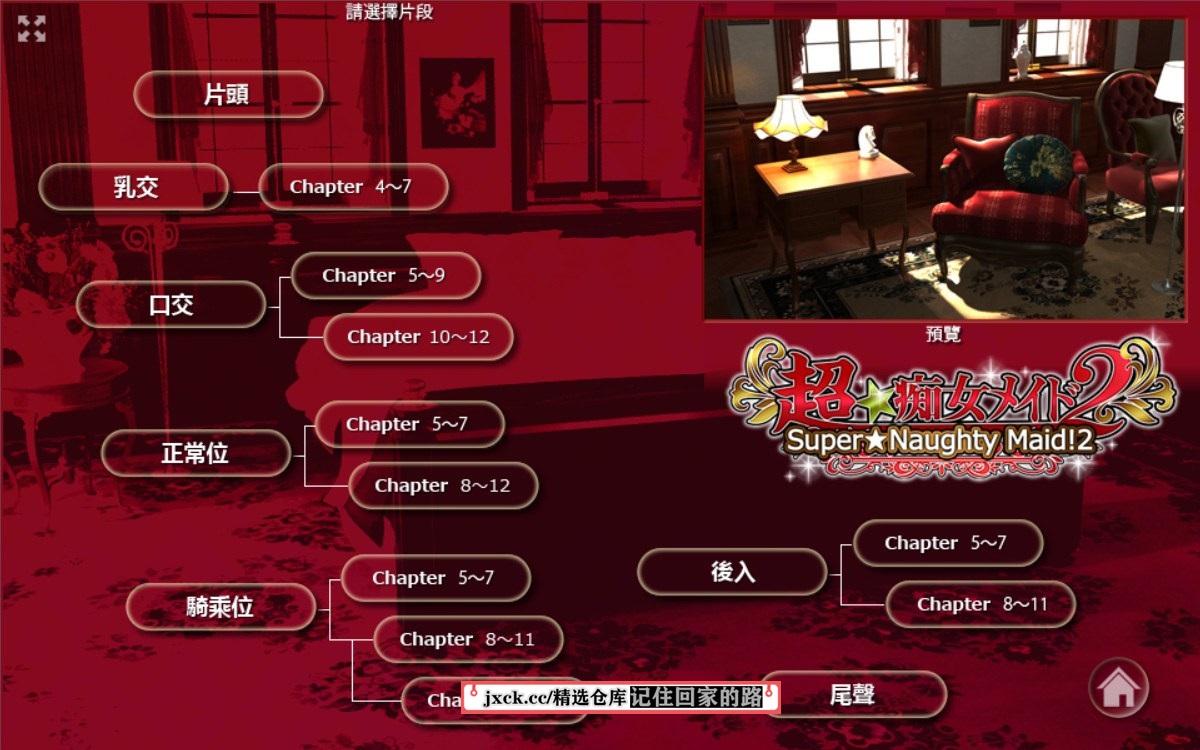 請選擇片段
片頭
乳交
Chapter 4～7
口交
Chapter 5～9
Chapter 10～12
預覽
超★痴女メイド2
Super★Naughty Maid!2
正常位
Chapter 5～7
Chapter 8～12
騎乘位
Chapter 5～7
Chapter 8～11
Cha
後入
Chapter 5～7
Chapter 8～11
尾聲
jxck.cc/精选仓库记住回家的路